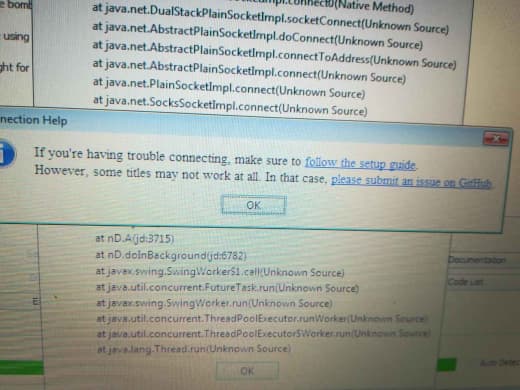 (Native Method)
at java.net.DualStackPlainSocketImpl.socketConnect(Unknown Source)
at java.net.AbstractPlainSocketImpl.doConnect(Unknown Source)
at java.net.AbstractPlainSocketImpl.connectToAddress(Unknown Source)
at java.net.AbstractPlainSocketImpl.connect(Unknown Source)
at java.net.PlainSocketImpl.connect(Unknown Source)
at java.net.SocksSocketImpl.connect(Unknown Source)
using
ht for
nection Help
If you're having trouble connecting, make sure to follow the setup guide.
However, some titles may not work at all. In that case, please submit an issue on GitHub.
OK
at nD.A(jd:3715)
at nD.doInBackground(jd:6782)
at javax.swing.SwingWorker$1.call(Unknown Source)
at java.util.concurrent.FutureTask.run(Unknown Source)
at javax.swing.SwingWorker.run(Unknown Source)
at java.util.concurrent.ThreadPoolExecutor.runWorker(Unknown Source)
at java.util.concurrent.ThreadPoolExecutor$Worker.run(Unknown Source)
at java.lang.Thread.run(Unknown Source)
OK
Documentation
Code List
Auto Detec